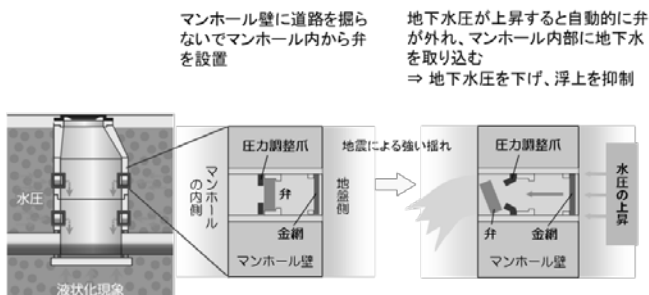 マンホール壁に道路を掘ら
ないでマンホール内から弁
を設置
地下水圧が上昇すると自動的に弁
が外れ、マンホール内部に地下水
を取り込む
⇒ 地下水圧を下げ、浮上を抑制
水圧
液状化現象
マンホールの内側
圧力調整爪
弁
金網
地盤側
マンホール壁
地震による強い揺れ
圧力調整爪
弁
金網
マンホール壁
水圧の上昇